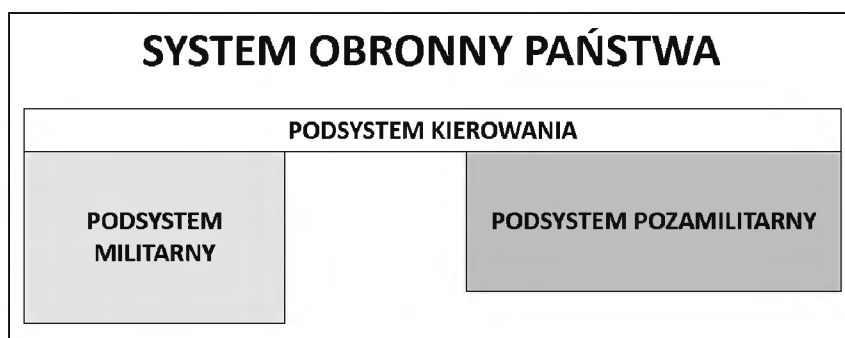 SYSTEM OBRONNY PAŃSTWA
PODSYSTEM KIEROWANIA
PODSYSTEM
MILITARNY
PODSYSTEM POZAMILITARNY